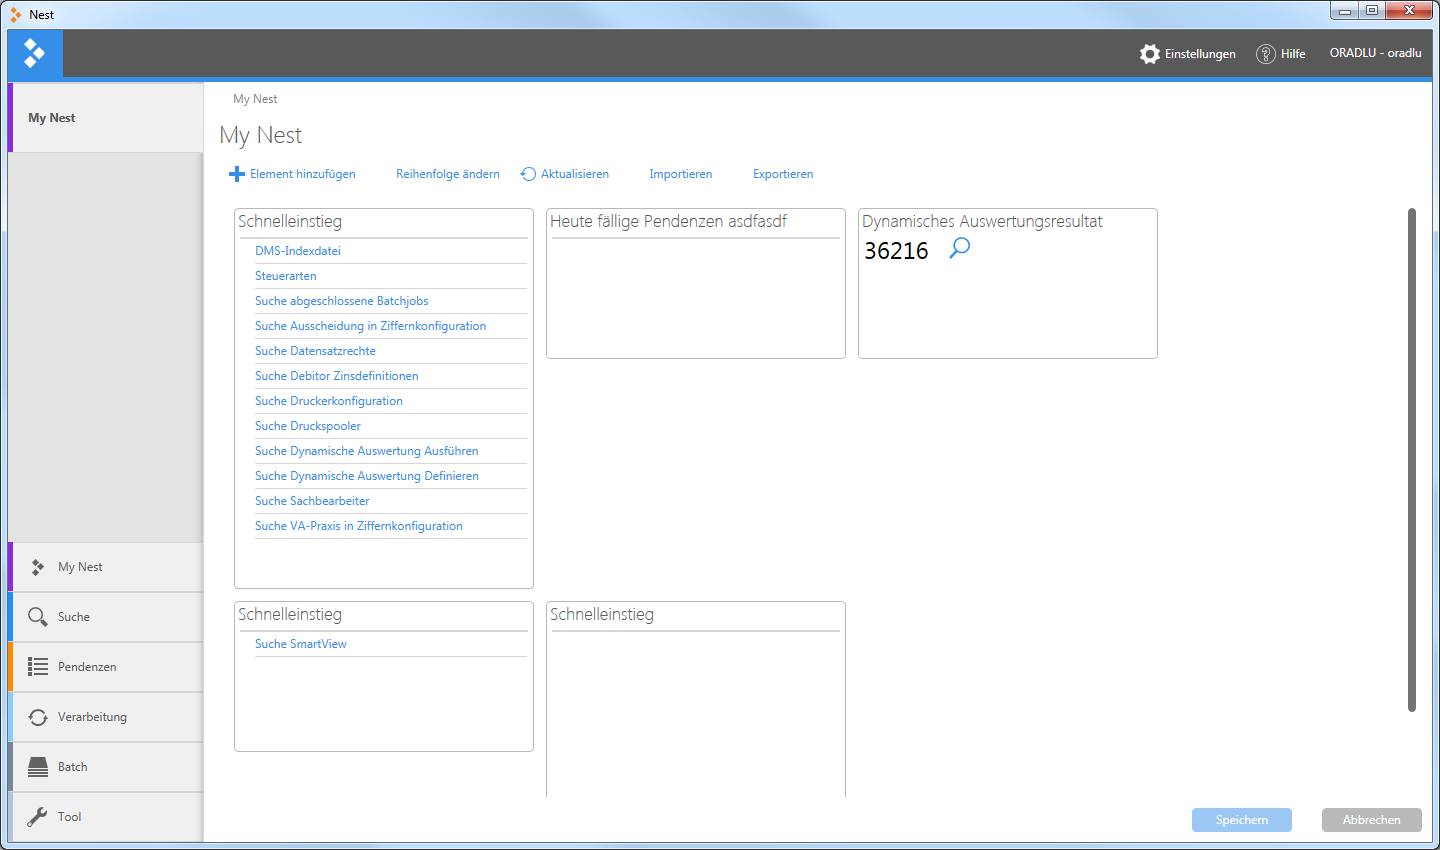 Nest
Einstellungen
Hilfe
ORADLU - oradlu
My Nest
My Nest
My Nest
Element hinzufügen
Reihenfolge ändern
Aktualisieren
Importieren
Exportieren
Schnelleinstieg
DMS-Indexdatei
Steuerarten
Suche abgeschlossene Batchjobs
Suche Ausscheidung in Ziffernkonfiguration
Suche Datensatzrechte
Suche Debitor Zinsdefinitionen
Suche Druckerkonfiguration
Suche Druckspooler
Suche Dynamische Auswertung Ausführen
Suche Dynamische Auswertung Definieren
Suche Sachbearbeiter
Suche VA-Praxis in Ziffernkonfiguration
Heute fällige Pendenzen asdfasdf
Dynamisches Auswertungsresultat
36216
Schnelleinstieg
Suche SmartView
Schnelleinstieg
My Nest
Suche
Pendenzen
Verarbeitung
Batch
Tool
Speichern
Abbrechen